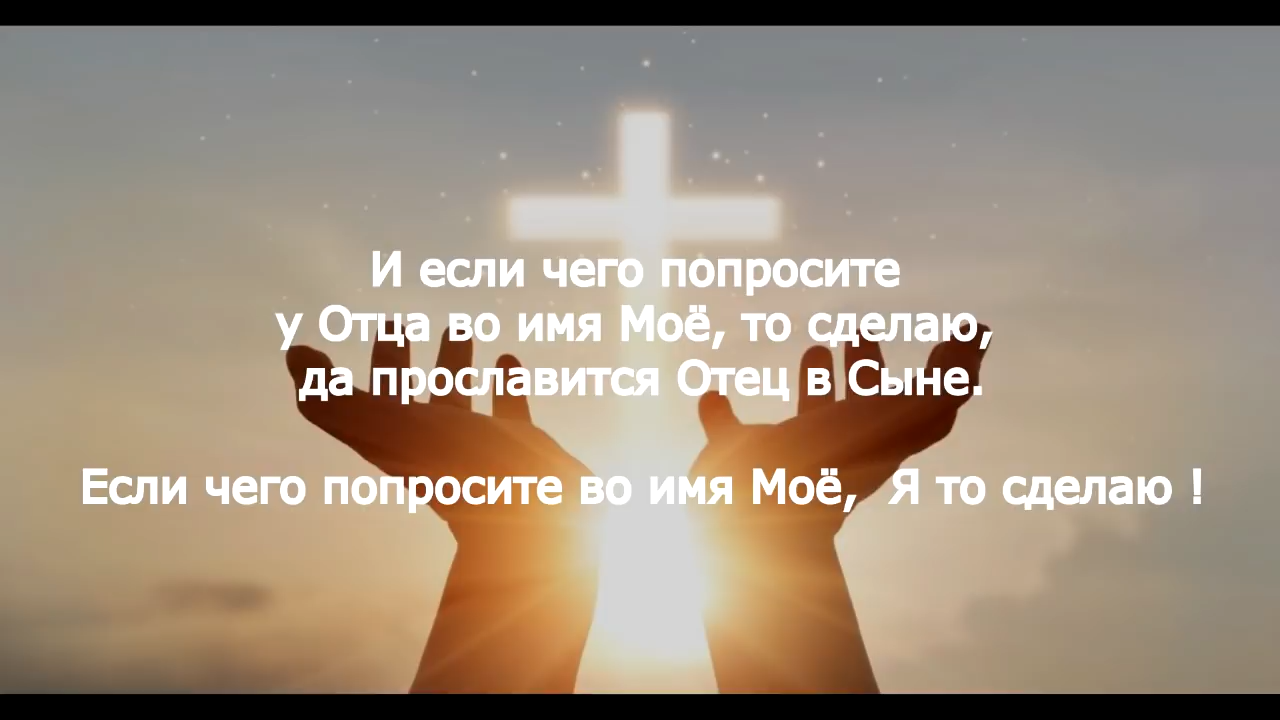 И если чего попросите
у Отца во имя Моё, то сделаю,
да прославится Отец в Сыне.
Если чего попросите во имя Моё,  Я то сделаю !